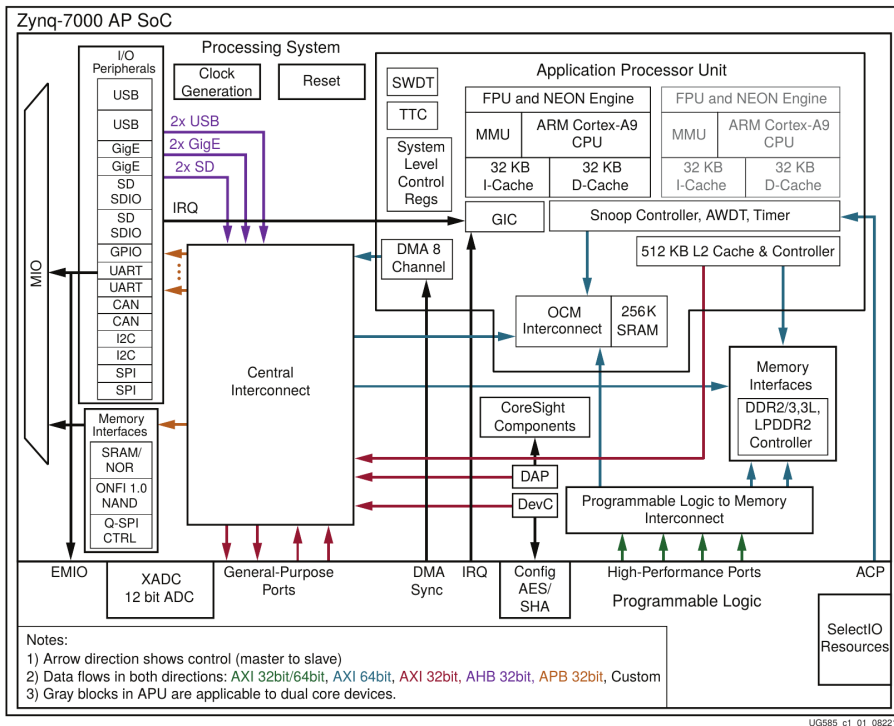 Zynq-7000 AP SoC
Processing System
I/O
Peripherals
USB
USB
GigE
GigE
SD
SDIO
SD
SDIO
GPIO
UART
UART
CAN
CAN
I2C
I2C
SPI
SPI
MIO
Clock
Generation
Reset
2x USB
2x GigE
2x SD
IRQ
SWDT
TTC
System
Level
Control
Regs
Application Processor Unit
FPU and NEON Engine
MMU
ARM Cortex-A9
CPU
32 KB
I-Cache
32 KB
D-Cache
FPU and NEON Engine
MMU
ARM Cortex-A9
CPU
32 KB
I-Cache
32 KB
D-Cache
GIC
Snoop Controller, AWDT, Timer
DMA 8
Channel
512 KB L2 Cache & Controller
OCM
Interconnect
256K
SRAM
Central
Interconnect
Memory
Interfaces
DDR2/3,3L,
LPDDR2
Controller
CoreSight
Components
DAP
DevC
Programmable Logic to Memory
Interconnect
Memory
Interfaces
SRAM/
NOR
ONFI 1.0
NAND
Q-SPI
CTRL
EMIO
XADC
12 bit ADC
General-Purpose
Ports
DMA
Sync
IRQ
Config
AES/
SHA
High-Performance Ports
ACP
Programmable Logic
SelectIO
Resources
Notes:
1) Arrow direction shows control (master to slave)
2) Data flows in both directions: AXI 32bit/64bit, AXI 64bit, AXI 32bit, AHB 32bit, APB 32bit, Custom
3) Gray blocks in APU are applicable to dual core devices.
UG585_c1_01_0822